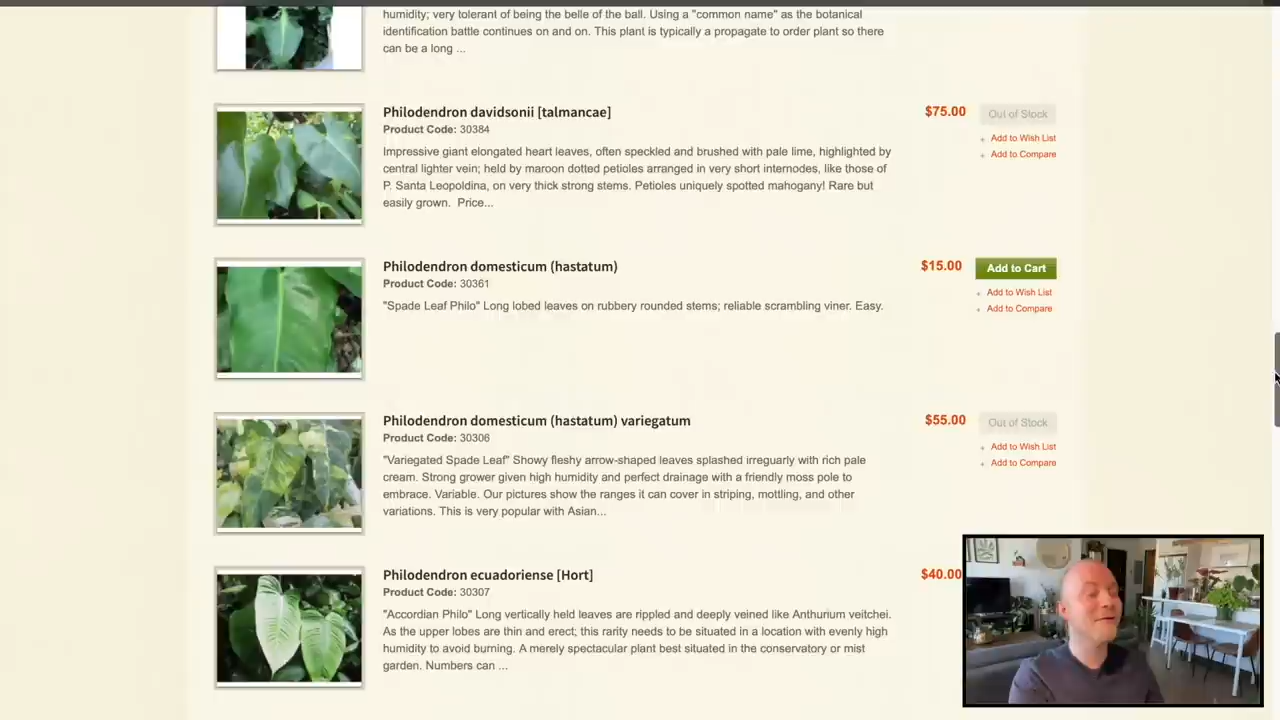 humidity; very tolerant of being the belle of the ball. Using a "common name" as the botanical
identification battle continues on and on. This plant is typically a propagate to order plant so there
can be a long ...
Philodendron davidsonii [talmancae]
Product Code: 30384
Impressive giant elongated heart leaves, often speckled and brushed with pale lime, highlighted by
central lighter vein; held by maroon dotted petioles arranged in very short internodes, like those of
P. Santa Leopoldina, on very thick strong stems. Petioles uniquely spotted mahogany! Rare but
easily grown. Price...
$75.00
Out of Stock
+ Add to Wish List
+ Add to Compare
Philodendron domesticum (hastatum)
Product Code: 30361
"Spade Leaf Philo" Long lobed leaves on rubbery rounded stems; reliable scrambling viner. Easy.
$15.00
Add to Cart
+ Add to Wish List
+ Add to Compare
Philodendron domesticum (hastatum) variegatum
Product Code: 30306
"Variegated Spade Leaf" Showy fleshy arrow-shaped leaves splashed irreguarly with rich pale
cream. Strong grower given high humidity and perfect drainage with a friendly moss pole to
embrace. Variable. Our pictures show the ranges it can cover in striping, mottling, and other
variations. This is very popular with Asian...
$55.00
Out of Stock
+ Add to Wish List
+ Add to Compare
Philodendron ecuadoriense [Hort]
Product Code: 30307
"Accordian Philo" Long vertically held leaves are rippled and deeply veined like Anthurium veitchei.
As the upper lobes are thin and erect; this rarity needs to be situated in a location with evenly high
humidity to avoid burning. A merely spectacular plant best situated in the conservatory or mist
garden. Numbers can ...
$40.00